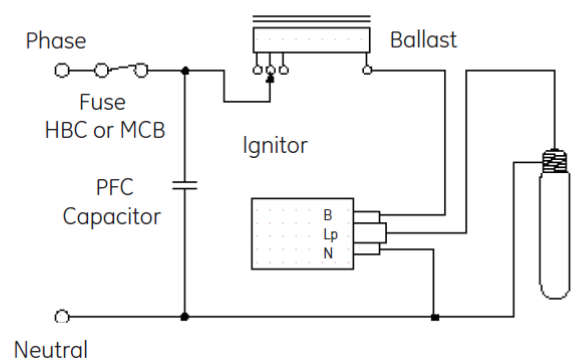 Phase
Ballast
Fuse
HBC or MCB
Ignitor
PFC
Capacitor
B
Lp
N
Neutral